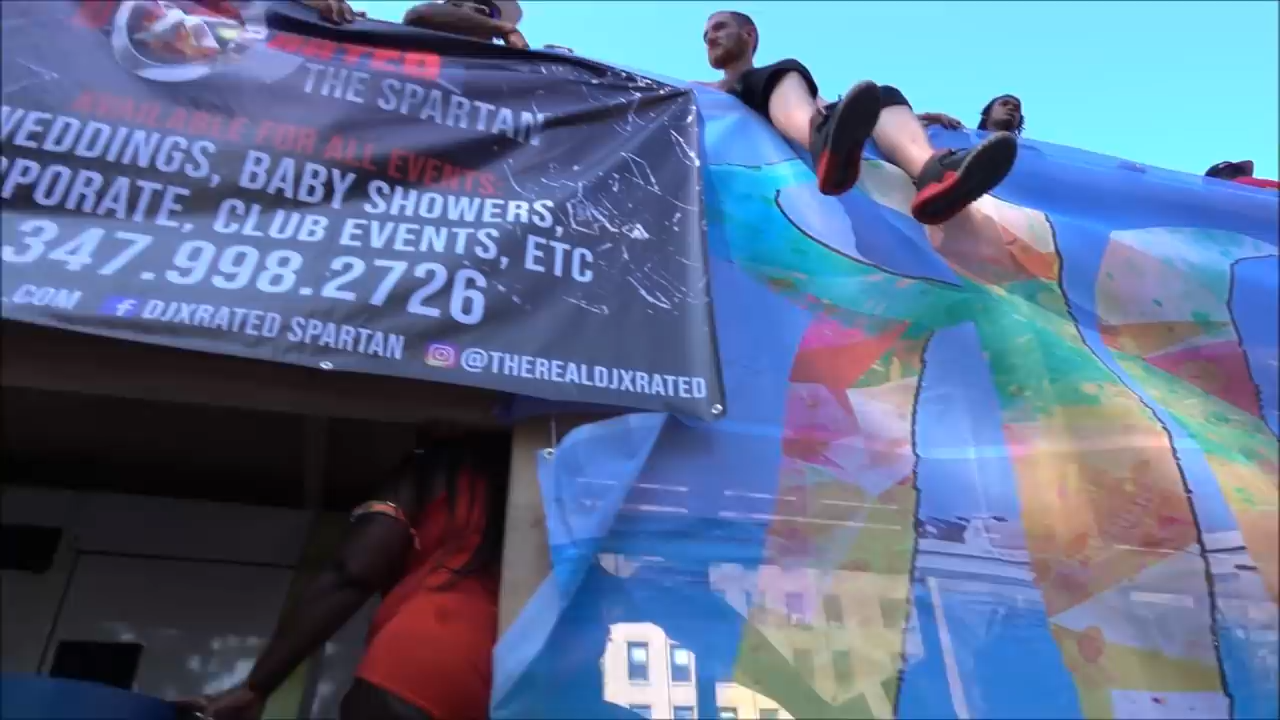 THE SPARTAN
AVAILABLE FOR ALL EVENTS:
WEDDINGS, BABY SHOWERS,
PORATE, CLUB EVENTS, ETC
347.998.2726
.COM DJXRATED SPARTAN @THEREALDJXRATED